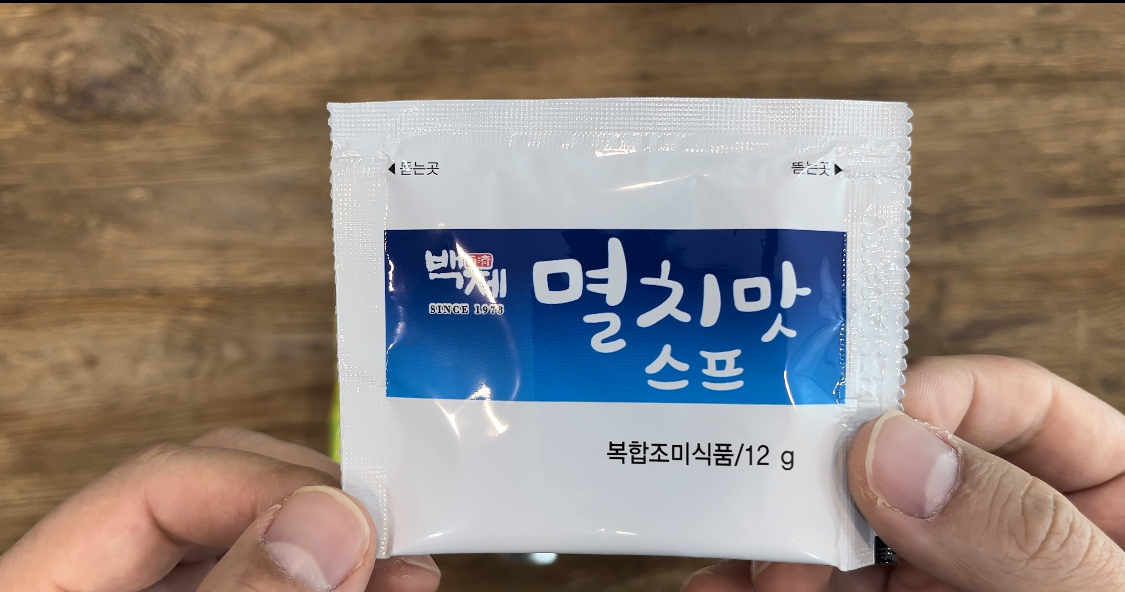 ◀뜯는곳
뜯는곳▶
백제
SINCE 1973
멸치맛
스프
복합조미식품/12 g